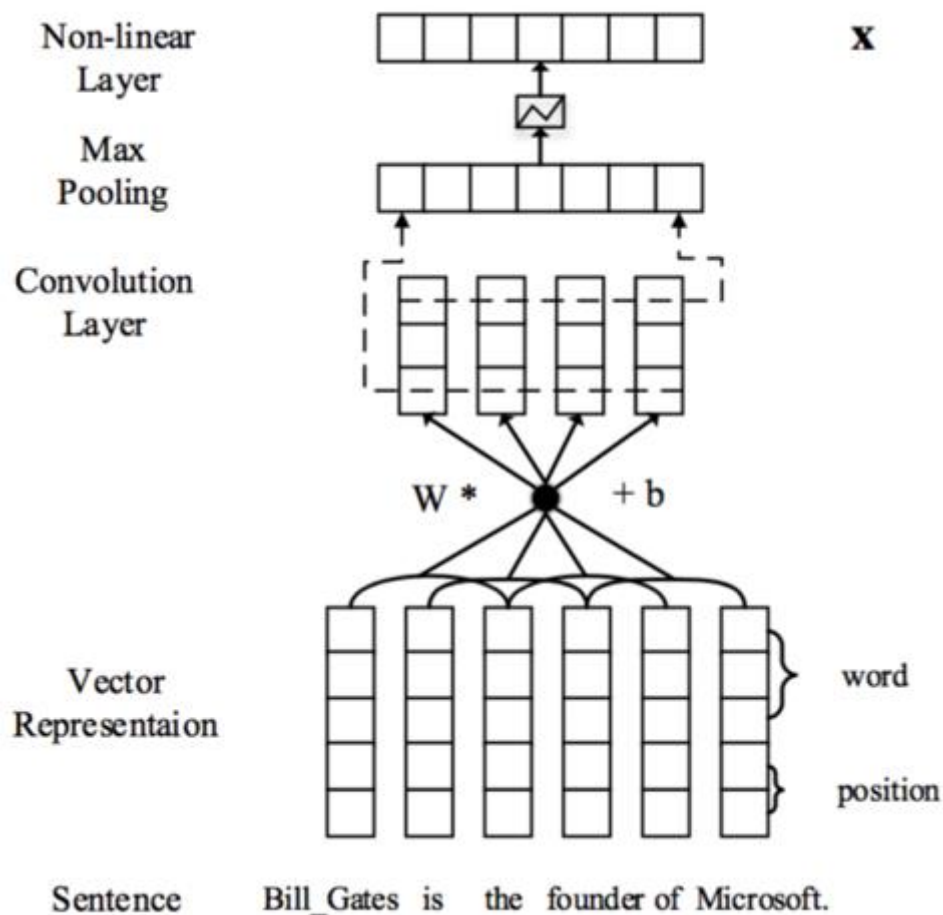 Non-linear
Layer
x
Max
Pooling
Convolution
Layer
W * + b
Vector
Representaion
word
position
Sentence Bill_Gates is the founder of Microsoft.